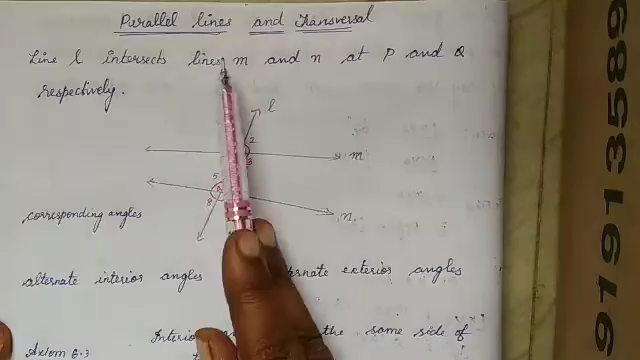 Parallel lines and Transversal
Line l intersects lines m and n at P and Q
respectively.
l
2
3
m
5
8
n
corresponding angles
alternate interior angles
exterior angles
the same side of
Axiom 6.3
91913589